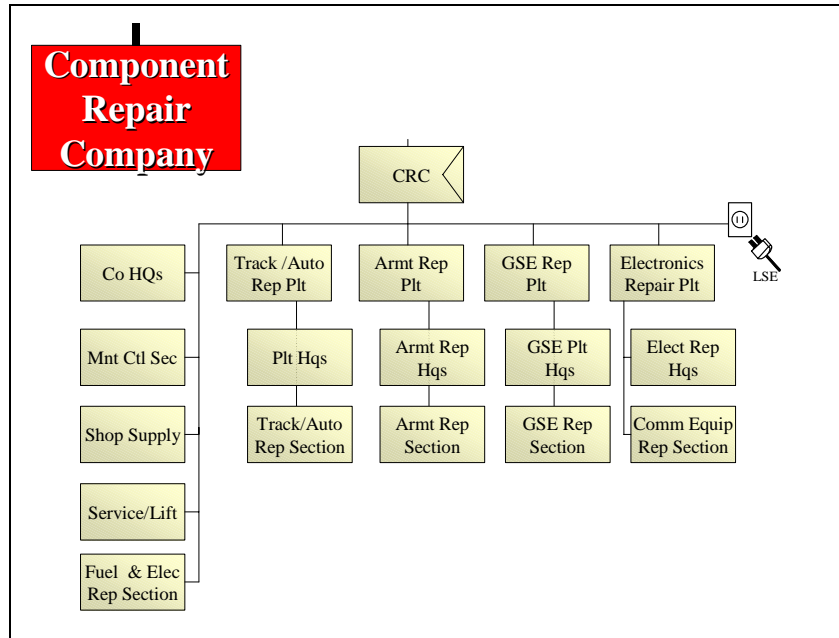 Component
Repair
Company
CRC
Co HQs
Track /Auto
Rep Plt
Armt Rep
Plt
GSE Rep
Plt
Electronics
Repair Plt
LSE
Mnt Ctl Sec
Plt Hqs
Armt Rep
Hqs
GSE Plt
Hqs
Elect Rep
Hqs
Shop Supply
Track/Auto
Rep Section
Armt Rep
Section
GSE Rep
Section
Comm Equip
Rep Section
Service/Lift
Fuel & Elec
Rep Section